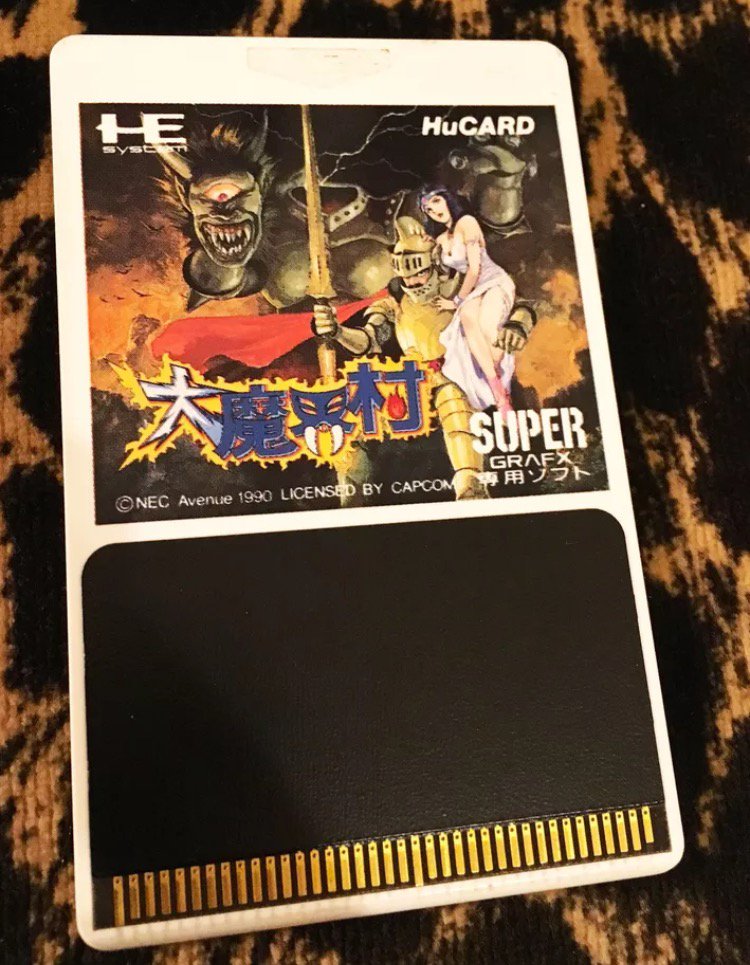 HE
system
HuCARD
大魔界村
SUPER
GRAFX
専用ソフト
©NEC Avenue 1990 LICENSED BY CAPCOM